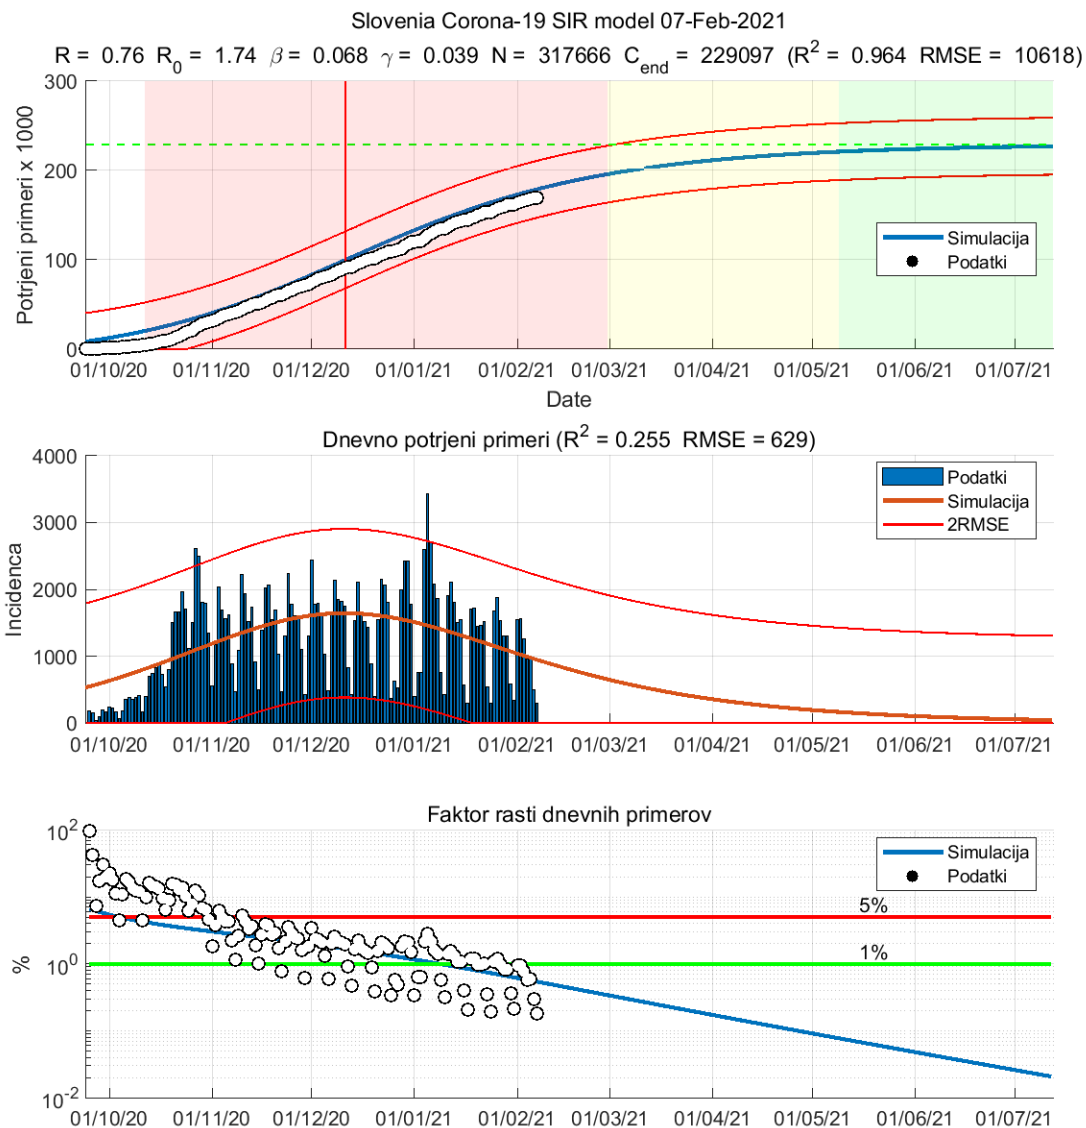 Slovenia Corona-19 SIR model 07-Feb-2021
R = 0.76 R0 = 1.74 β = 0.068 γ = 0.039 N = 317666 Cend = 229097 (R2 = 0.964 RMSE = 10618)
Potrjeni primeri x 1000
300
200
100
0
Simulacija
Podatki
01/10/20 01/11/20 01/12/20 01/01/21 01/02/21 01/03/21 01/04/21 01/05/21 01/06/21 01/07/21
Date
Dnevno potrjeni primeri (R2 = 0.255 RMSE = 629)
Incidenca
4000
3000
2000
1000
0
Podatki
Simulacija
2RMSE
01/10/20 01/11/20 01/12/20 01/01/21 01/02/21 01/03/21 01/04/21 01/05/21 01/06/21 01/07/21
Faktor rasti dnevnih primerov
%
102
100
10-2
Simulacija
Podatki
5%
1%
01/10/20 01/11/20 01/12/20 01/01/21 01/02/21 01/03/21 01/04/21 01/05/21 01/06/21 01/07/21